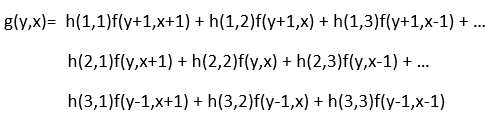 g(y,x)= h(1,1)f(y+1,x+1) + h(1,2)f(y+1,x) + h(1,3)f(y+1,x-1) + …
h(2,1)f(y,x+1) + h(2,2)f(y,x) + h(2,3)f(y,x-1) + …
h(3,1)f(y-1,x+1) + h(3,2)f(y-1,x) + h(3,3)f(y-1,x-1)